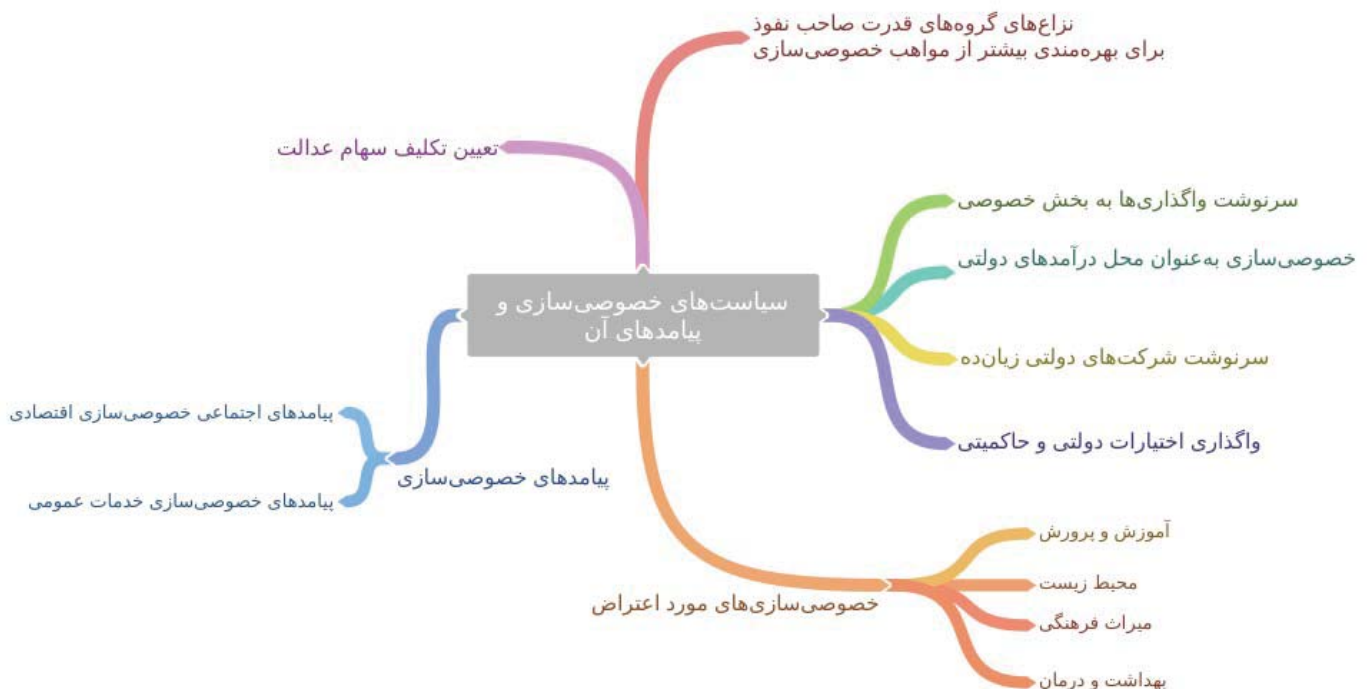 نزاع‌های گروه‌های قدرت صاحب نفوذ
برای بهره‌مندی بیشتر از مواهب خصوصی‌سازی
تعیین تکلیف سهام عدالت
سرنوشت واگذاری‌ها به بخش خصوصی
خصوصی‌سازی به‌عنوان محل درآمدهای دولتی
سیاست‌های خصوصی‌سازی و
پیامدهای آن
سرنوشت شرکت‌های دولتی زیان‌ده
واگذاری اختیارات دولتی و حاکمیتی
پیامدهای اجتماعی خصوصی‌سازی اقتصادی
پیامدهای خصوصی‌سازی
پیامدهای خصوصی‌سازی خدمات عمومی
آموزش و پرورش
محیط زیست
خصوصی‌سازی‌های مورد اعتراض
میراث فرهنگی
بهداشت و درمان